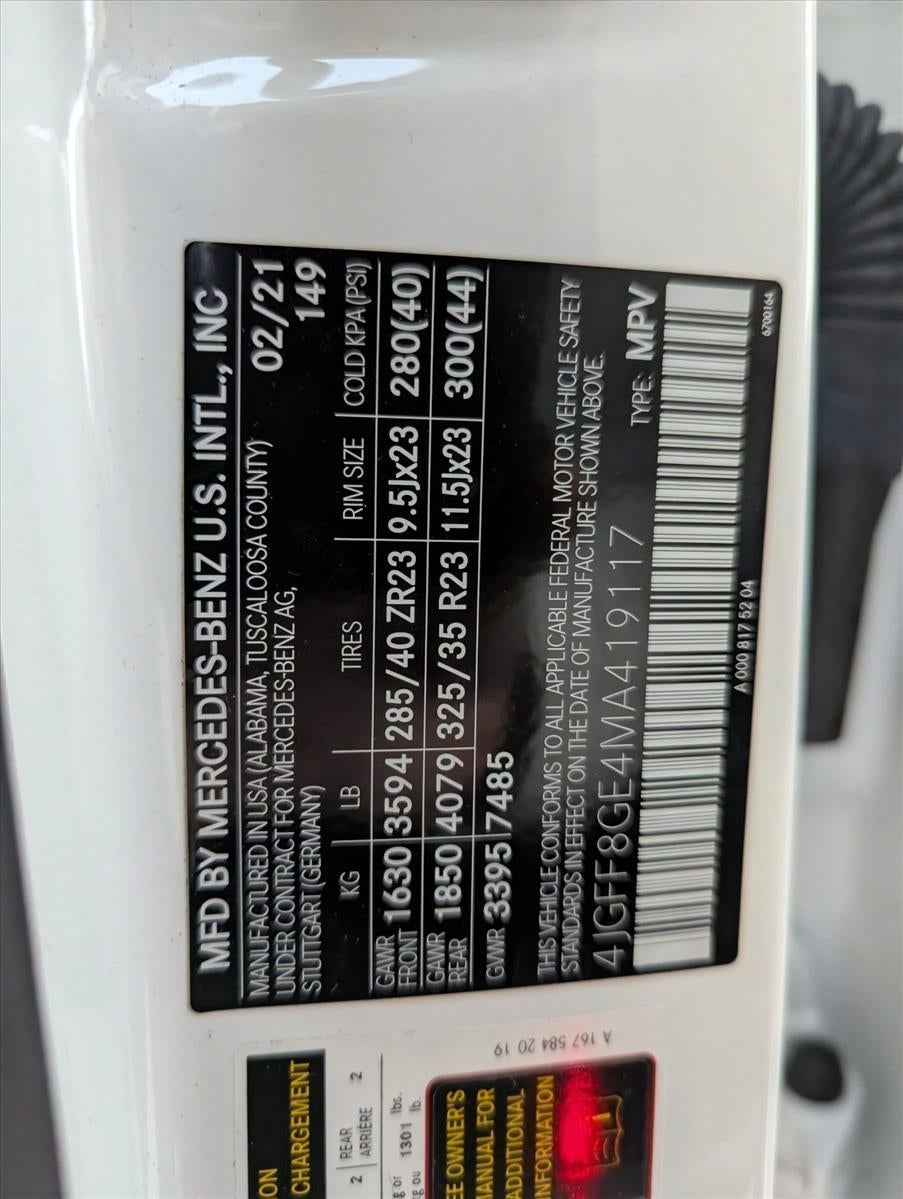 MFD BY MERCEDES-BENZ U.S. INTL., INC
MANUFACTURED IN USA (ALABAMA, TUSCALOOSA COUNTY) 02/21
UNDER CONTRACT FOR MERCEDES-BENZ AG, 149
STUTTGART (GERMANY)
KG LB TIRES RIM SIZE COLD KPA(PSI)
GAWR FRONT 1630 3594 285/40 ZR23 9.5Jx23 280(40)
GAWR REAR 1850 4079 325/35 R23 11.5Jx23 300(44)
GVWR 3395 7485
THIS VEHICLE CONFORMS TO ALL APPLICABLE FEDERAL MOTOR VEHICLE SAFETY
STANDARDS IN EFFECT ON THE DATE OF MANUFACTURE SHOWN ABOVE.
4JGFF8GE4MA419117 TYPE: MPV
A 000 817 52 04 6700164
A 167 584 20 19
ION
CHARGEMENT
2 REAR 2
ARRIÈRE
or lbs.
ou 1301 lb.
OWNER'S
MANUAL FOR
ADDITIONAL